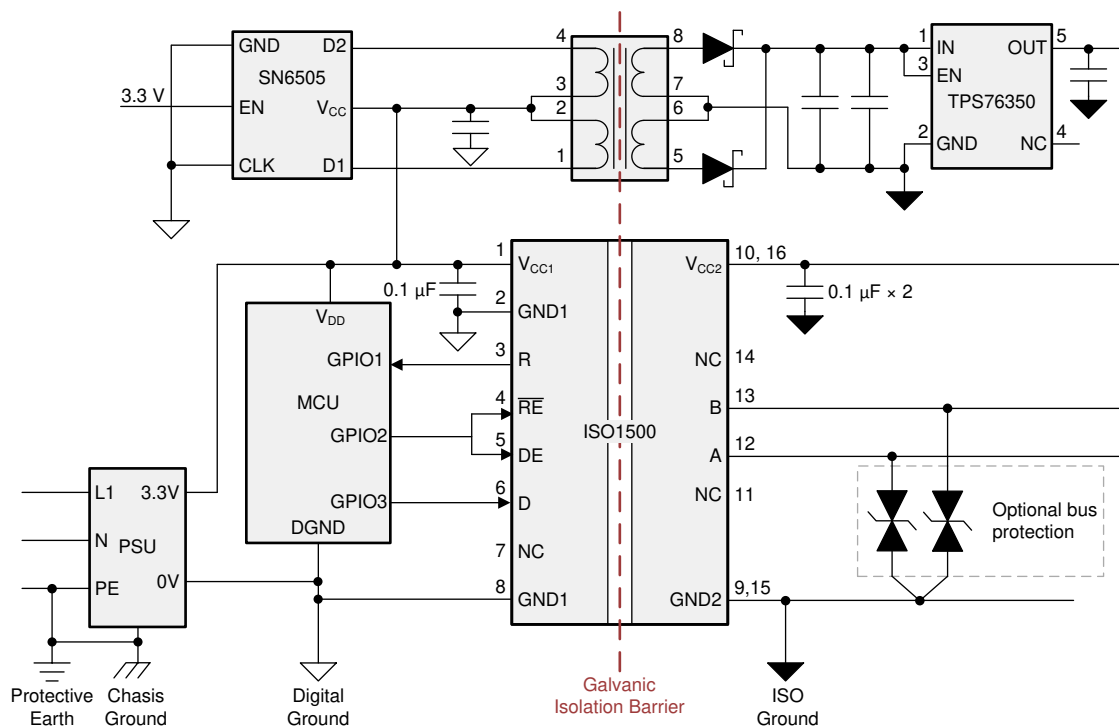 GND
D2
SN6505
3.3 V
EN
VCC
CLK
D1
4
3
2
1
8
7
6
5
1
3
2
IN
OUT
5
EN
TPS76350
GND
NC
4
1
VCC1
0.1 µF
2
GND1
3
R
4
RE
5
DE
6
D
7
NC
8
GND1
ISO1500
VCC2
10, 16
0.1 µF × 2
NC
14
B
13
A
12
NC
11
GND2
9,15
VDD
GPIO1
MCU
GPIO2
GPIO3
DGND
L1
3.3V
N
PSU
PE
0V
Optional bus
protection
Protective
Earth
Chasis
Ground
Digital
Ground
Galvanic
Isolation Barrier
ISO
Ground